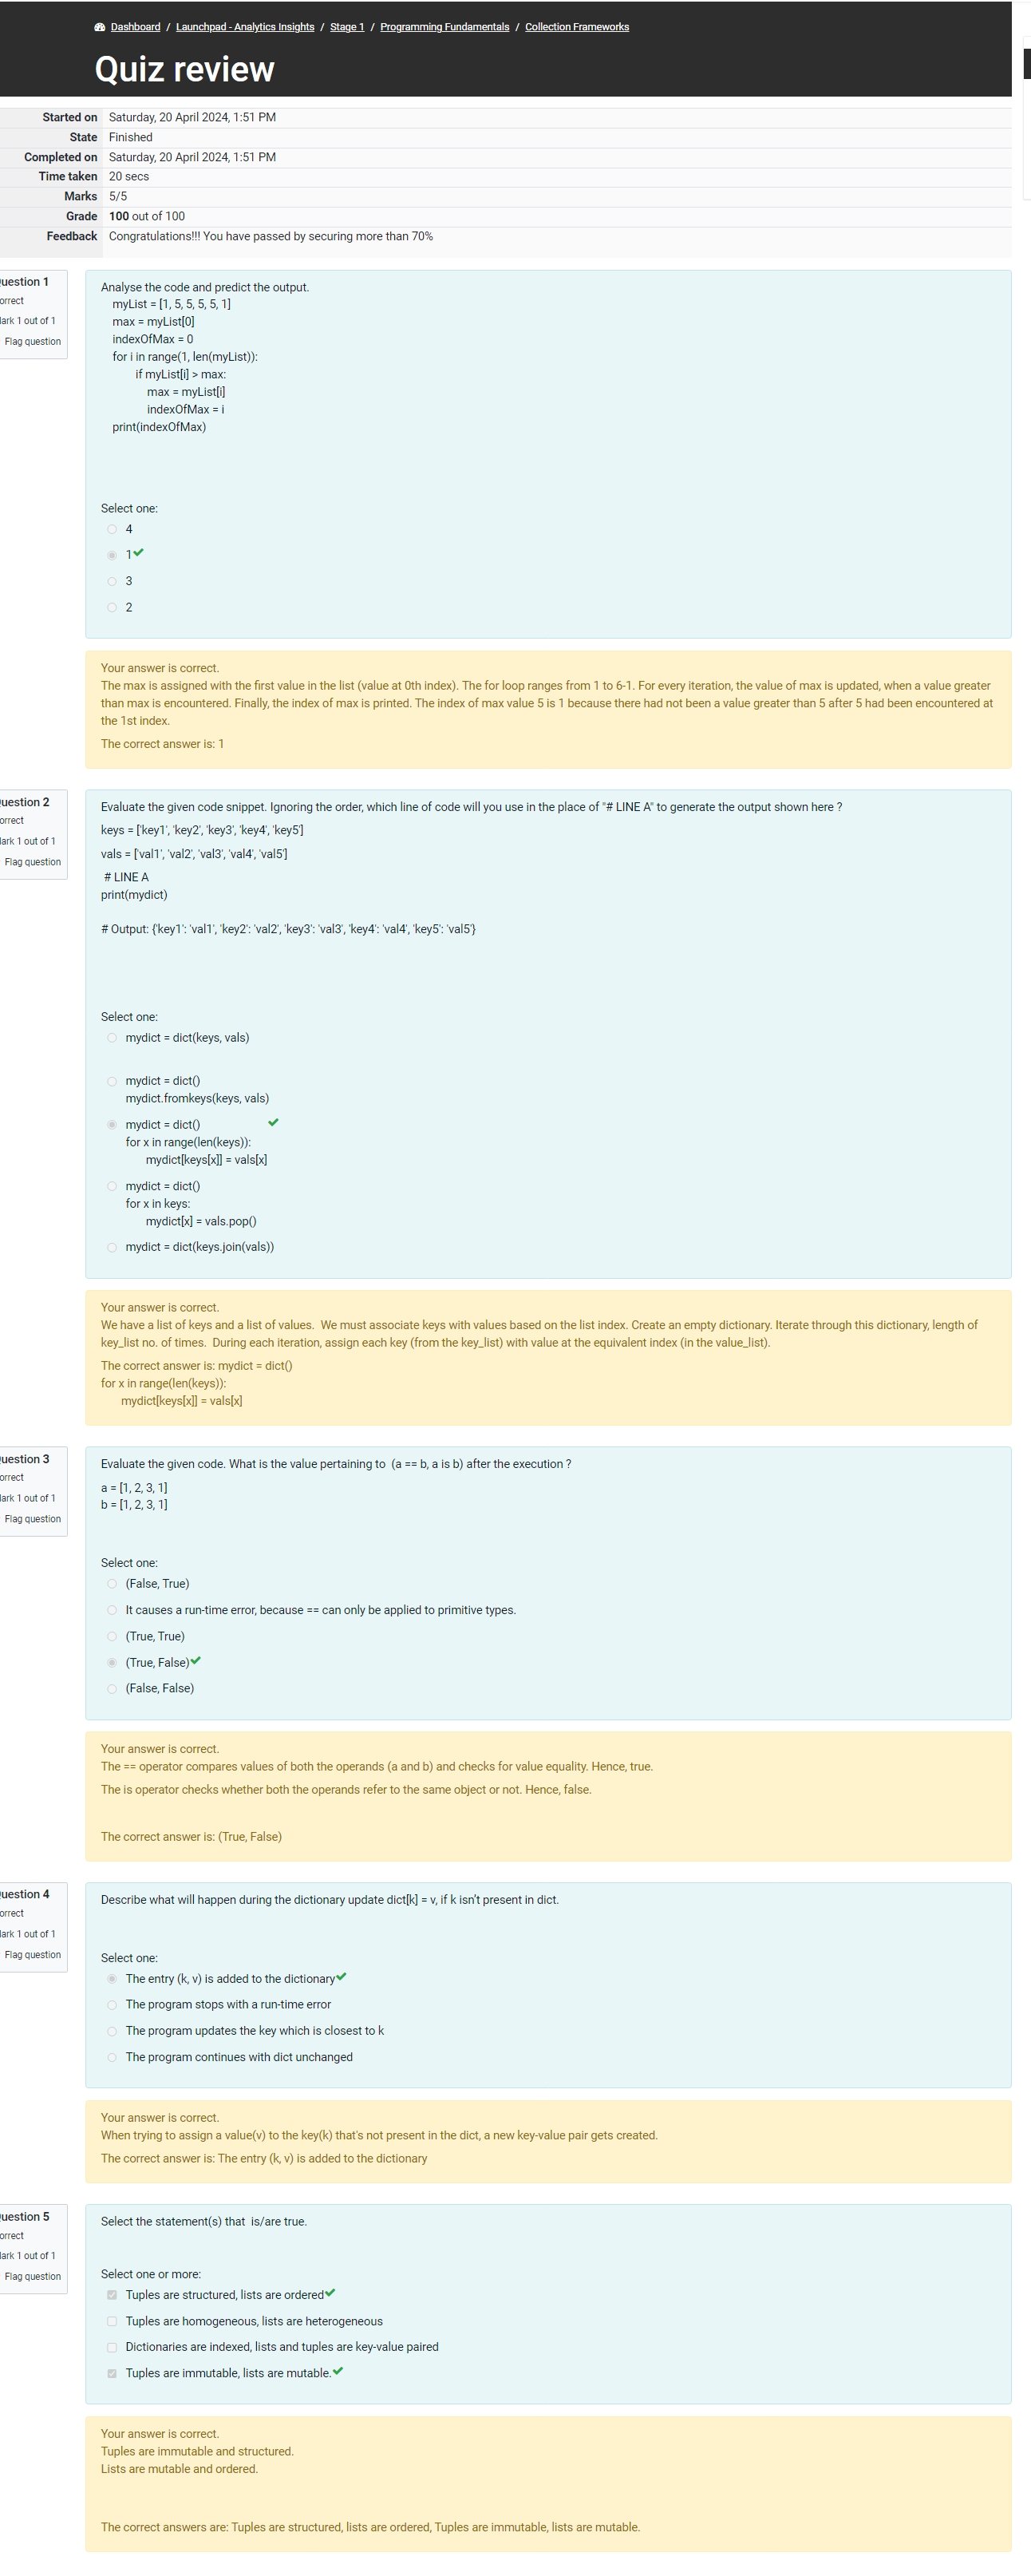 Dashboard / Launchpad - Analytics Insights / Stage 1 / Programming Fundamentals / Collection Frameworks
Quiz review
Started on Saturday, 20 April 2024, 1:51 PM
State Finished
Completed on Saturday, 20 April 2024, 1:51 PM
Time taken 20 secs
Marks 5/5
Grade 100 out of 100
Feedback Congratulations!!! You have passed by securing more than 70%
uestion 1
orrect
ark 1 out of 1
Flag question
Analyse the code and predict the output.
myList = [1, 5, 5, 5, 5, 1]
max = myList[0]
indexOfMax = 0
for i in range(1, len(myList)):
if myList[i] > max:
max = myList[i]
indexOfMax = i
print(indexOfMax)
Select one:
4
1
3
2
Your answer is correct.
The max is assigned with the first value in the list (value at 0th index). The for loop ranges from 1 to 6-1. For every iteration, the value of max is updated, when a value greater
than max is encountered. Finally, the index of max is printed. The index of max value 5 is 1 because there had not been a value greater than 5 after 5 had been encountered at
the 1st index.
The correct answer is: 1
uestion 2
orrect
ark 1 out of 1
Flag question
Evaluate the given code snippet. Ignoring the order, which line of code will you use in the place of "# LINE A" to generate the output shown here ?
keys = ['key1', 'key2', 'key3', 'key4', 'key5']
vals = ['val1', 'val2', 'val3', 'val4', 'val5']
# LINE A
print(mydict)
# Output: {'key1': 'val1', 'key2': 'val2', 'key3': 'val3', 'key4': 'val4', 'key5': 'val5'}
Select one:
mydict = dict(keys, vals)
mydict = dict()
mydict.fromkeys(keys, vals)
mydict = dict()
for x in range(len(keys)):
mydict[keys[x]] = vals[x]
mydict = dict()
for x in keys:
mydict[x] = vals.pop()
mydict = dict(keys.join(vals))
Your answer is correct.
We have a list of keys and a list of values. We must associate keys with values based on the list index. Create an empty dictionary. Iterate through this dictionary, length of
key_list no. of times. During each iteration, assign each key (from the key_list) with value at the equivalent index (in the value_list).
The correct answer is: mydict = dict()
for x in range(len(keys)):
mydict[keys[x]] = vals[x]
uestion 3
orrect
ark 1 out of 1
Flag question
Evaluate the given code. What is the value pertaining to (a == b, a is b) after the execution ?
a = [1, 2, 3, 1]
b = [1, 2, 3, 1]
Select one:
(False, True)
It causes a run-time error, because == can only be applied to primitive types.
(True, True)
(True, False)
(False, False)
Your answer is correct.
The == operator compares values of both the operands (a and b) and checks for value equality. Hence, true.
The is operator checks whether both the operands refer to the same object or not. Hence, false.
The correct answer is: (True, False)
uestion 4
orrect
ark 1 out of 1
Flag question
Describe what will happen during the dictionary update dict[k] = v, if k isn't present in dict.
Select one:
The entry (k, v) is added to the dictionary
The program stops with a run-time error
The program updates the key which is closest to k
The program continues with dict unchanged
Your answer is correct.
When trying to assign a value(v) to the key(k) that's not present in the dict, a new key-value pair gets created.
The correct answer is: The entry (k, v) is added to the dictionary
uestion 5
orrect
ark 1 out of 1
Flag question
Select the statement(s) that is/are true.
Select one or more:
Tuples are structured, lists are ordered
Tuples are homogeneous, lists are heterogeneous
Dictionaries are indexed, lists and tuples are key-value paired
Tuples are immutable, lists are mutable.
Your answer is correct.
Tuples are immutable and structured.
Lists are mutable and ordered.
The correct answers are: Tuples are structured, lists are ordered, Tuples are immutable, lists are mutable.